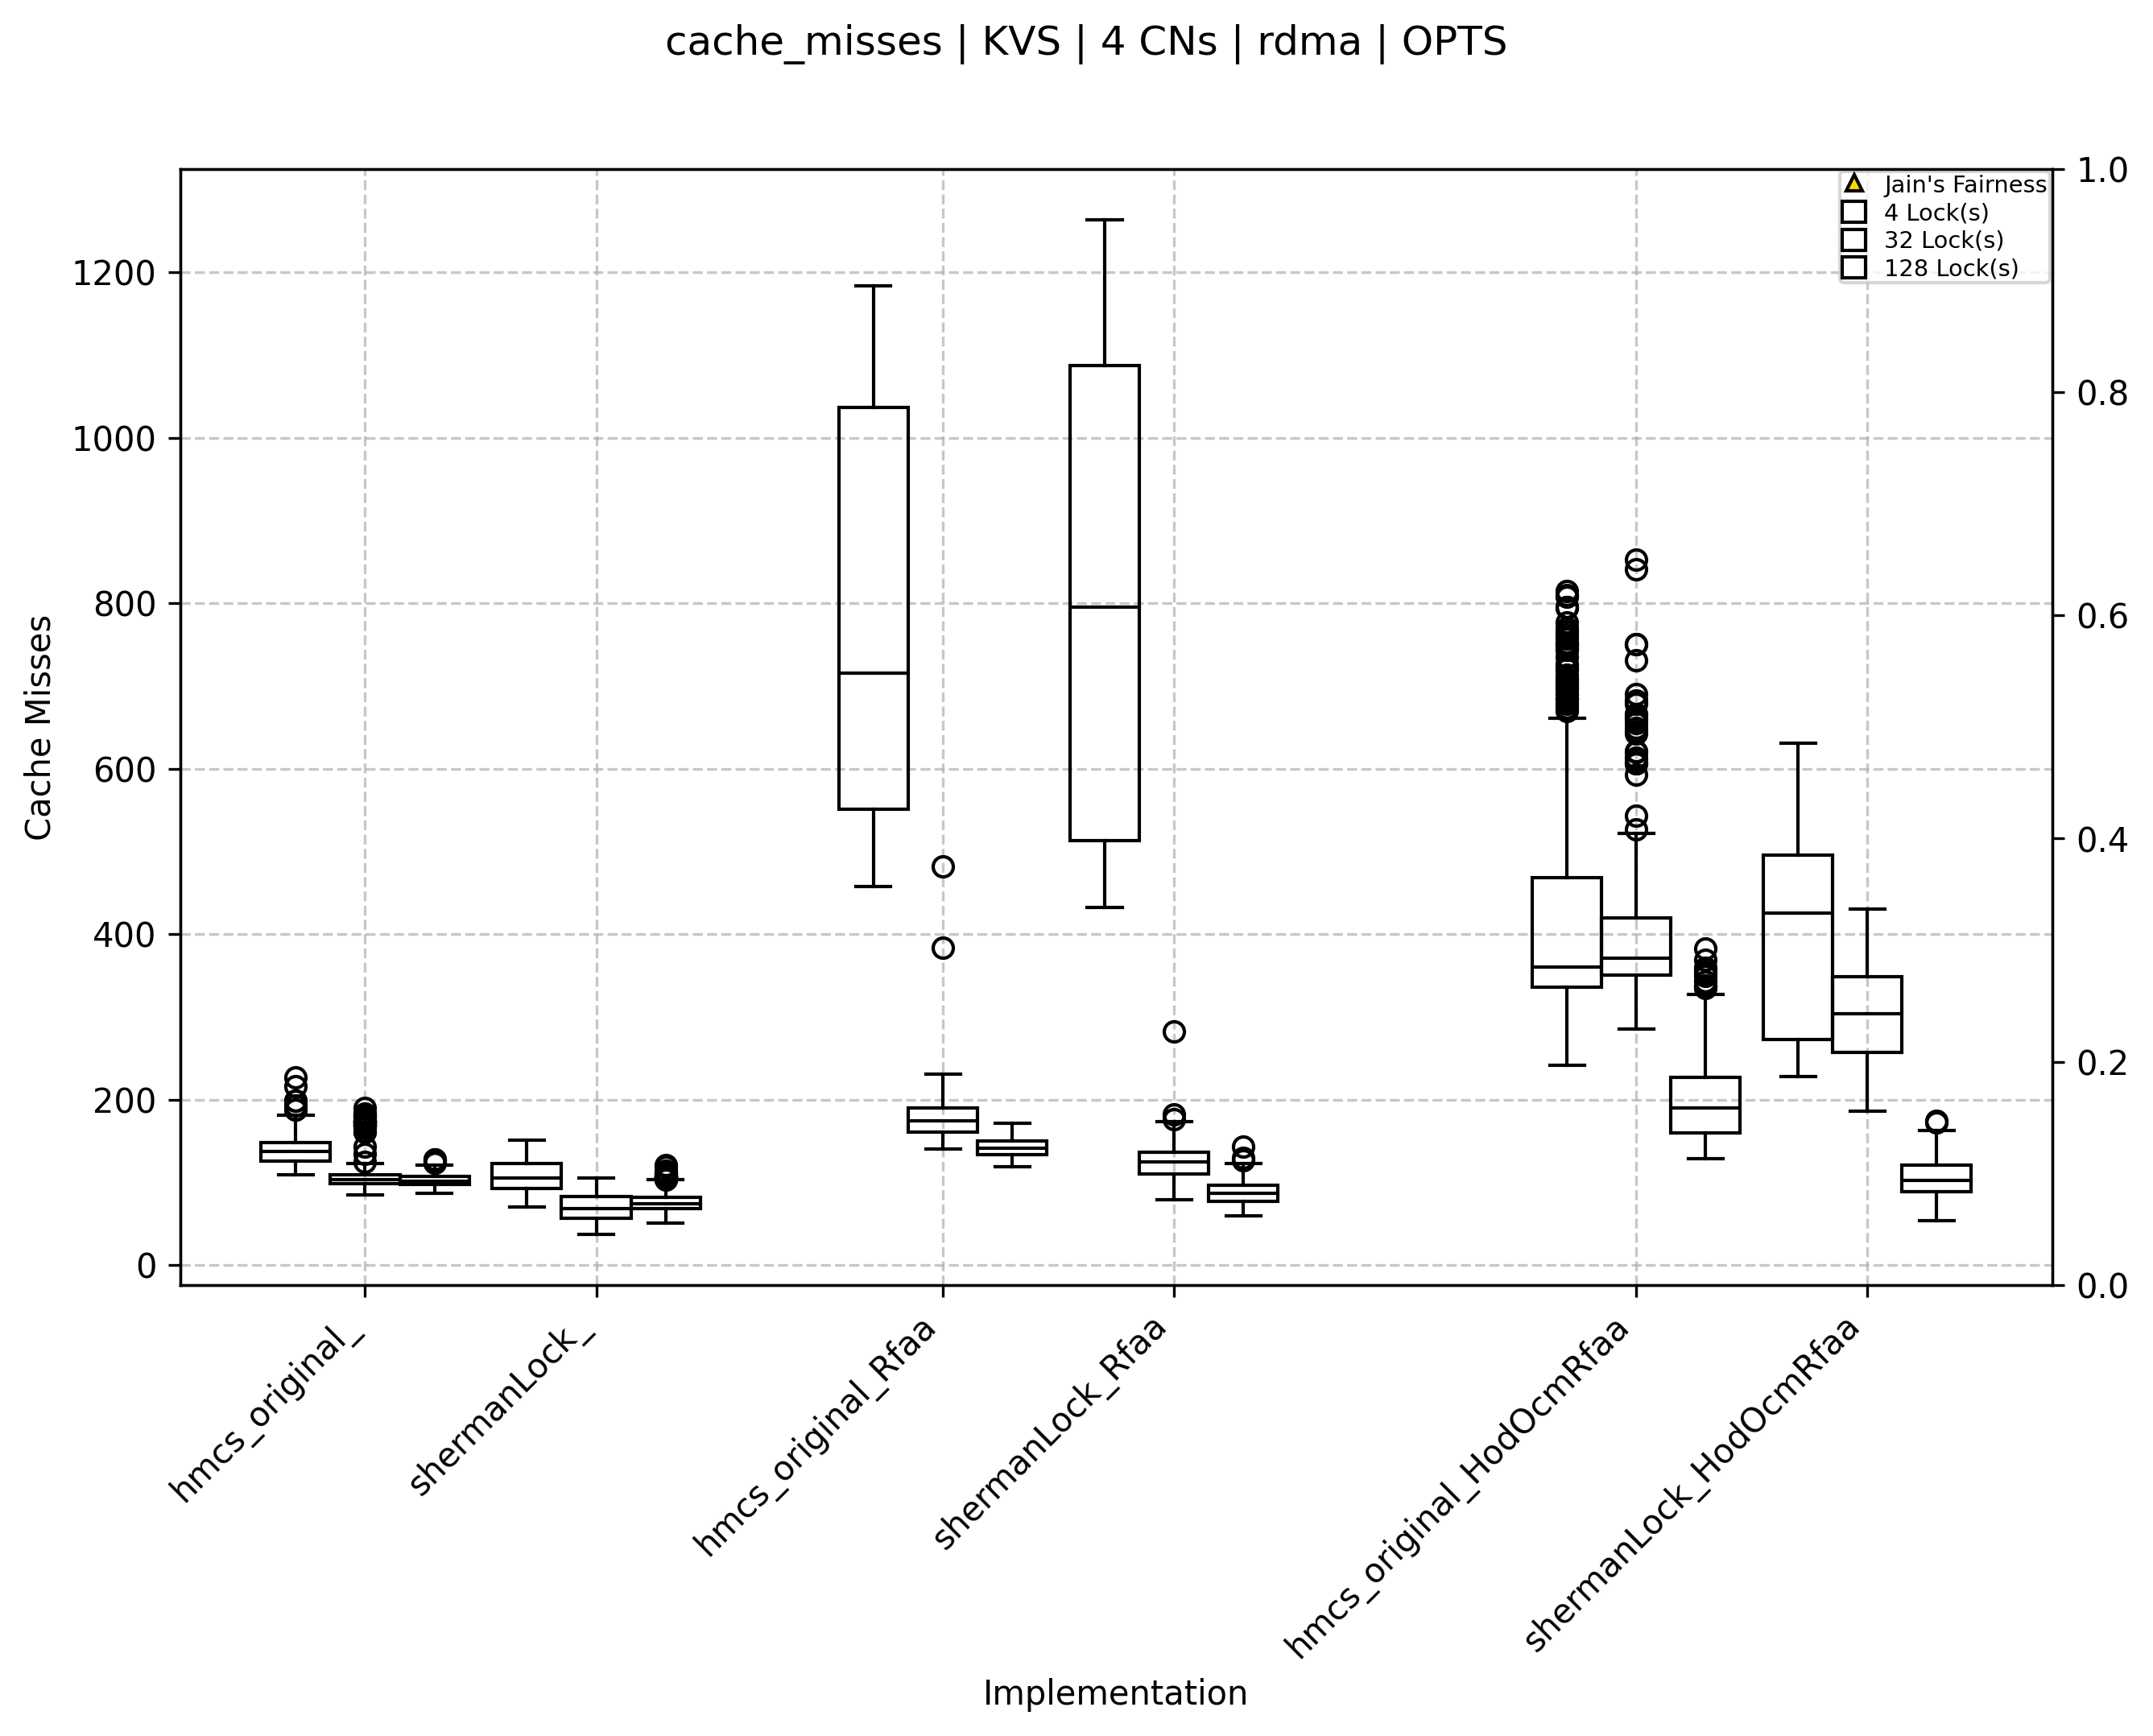 cache_misses | KVS | 4 CNs | rdma | OPTS
Jain's Fairness
4 Lock(s)
32 Lock(s)
128 Lock(s)
Cache Misses
1200
1000
800
600
400
200
0
1.0
0.8
0.6
0.4
0.2
0.0
hmcs_original_
shermanLock_
hmcs_original_Rfaa
shermanLock_Rfaa
hmcs_original_HodOcmRfaa
shermanLock_HodOcmRfaa
Implementation